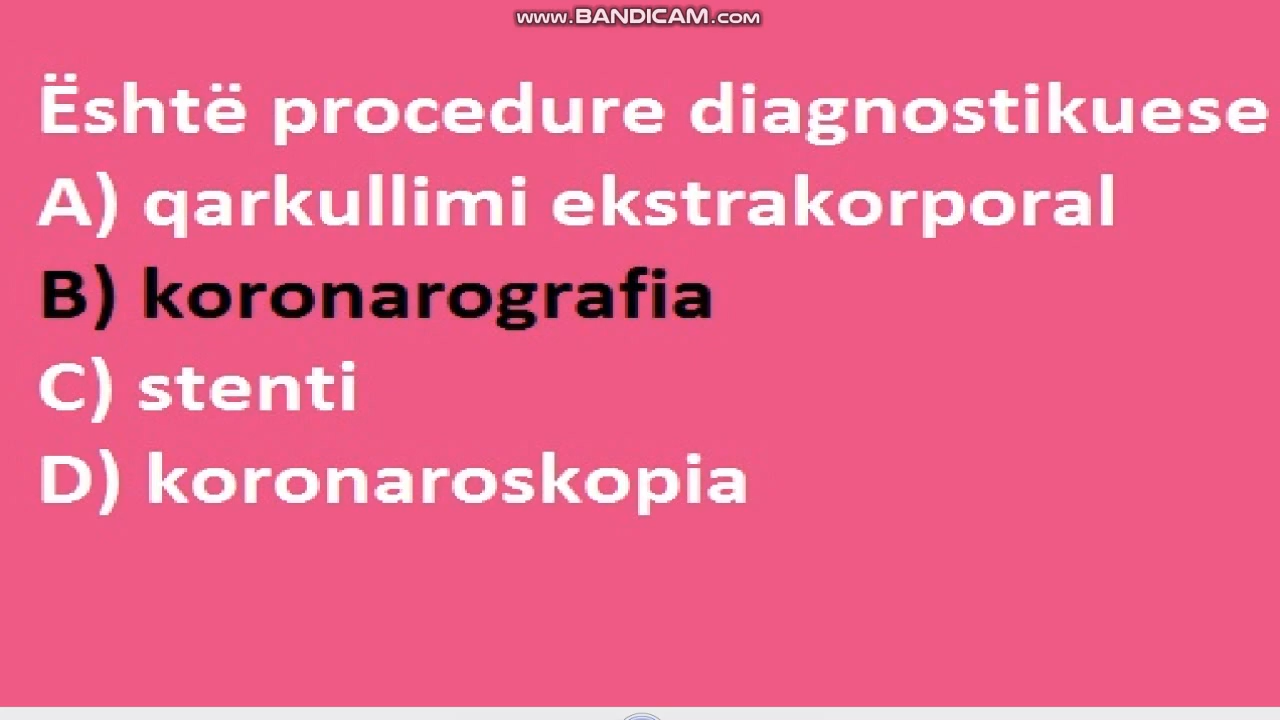 www.BANDICAM.com
Është procedure diagnostikuese
A) qarkullimi ekstrakorporal
B) koronarografia
C) stenti
D) koronaroskopia